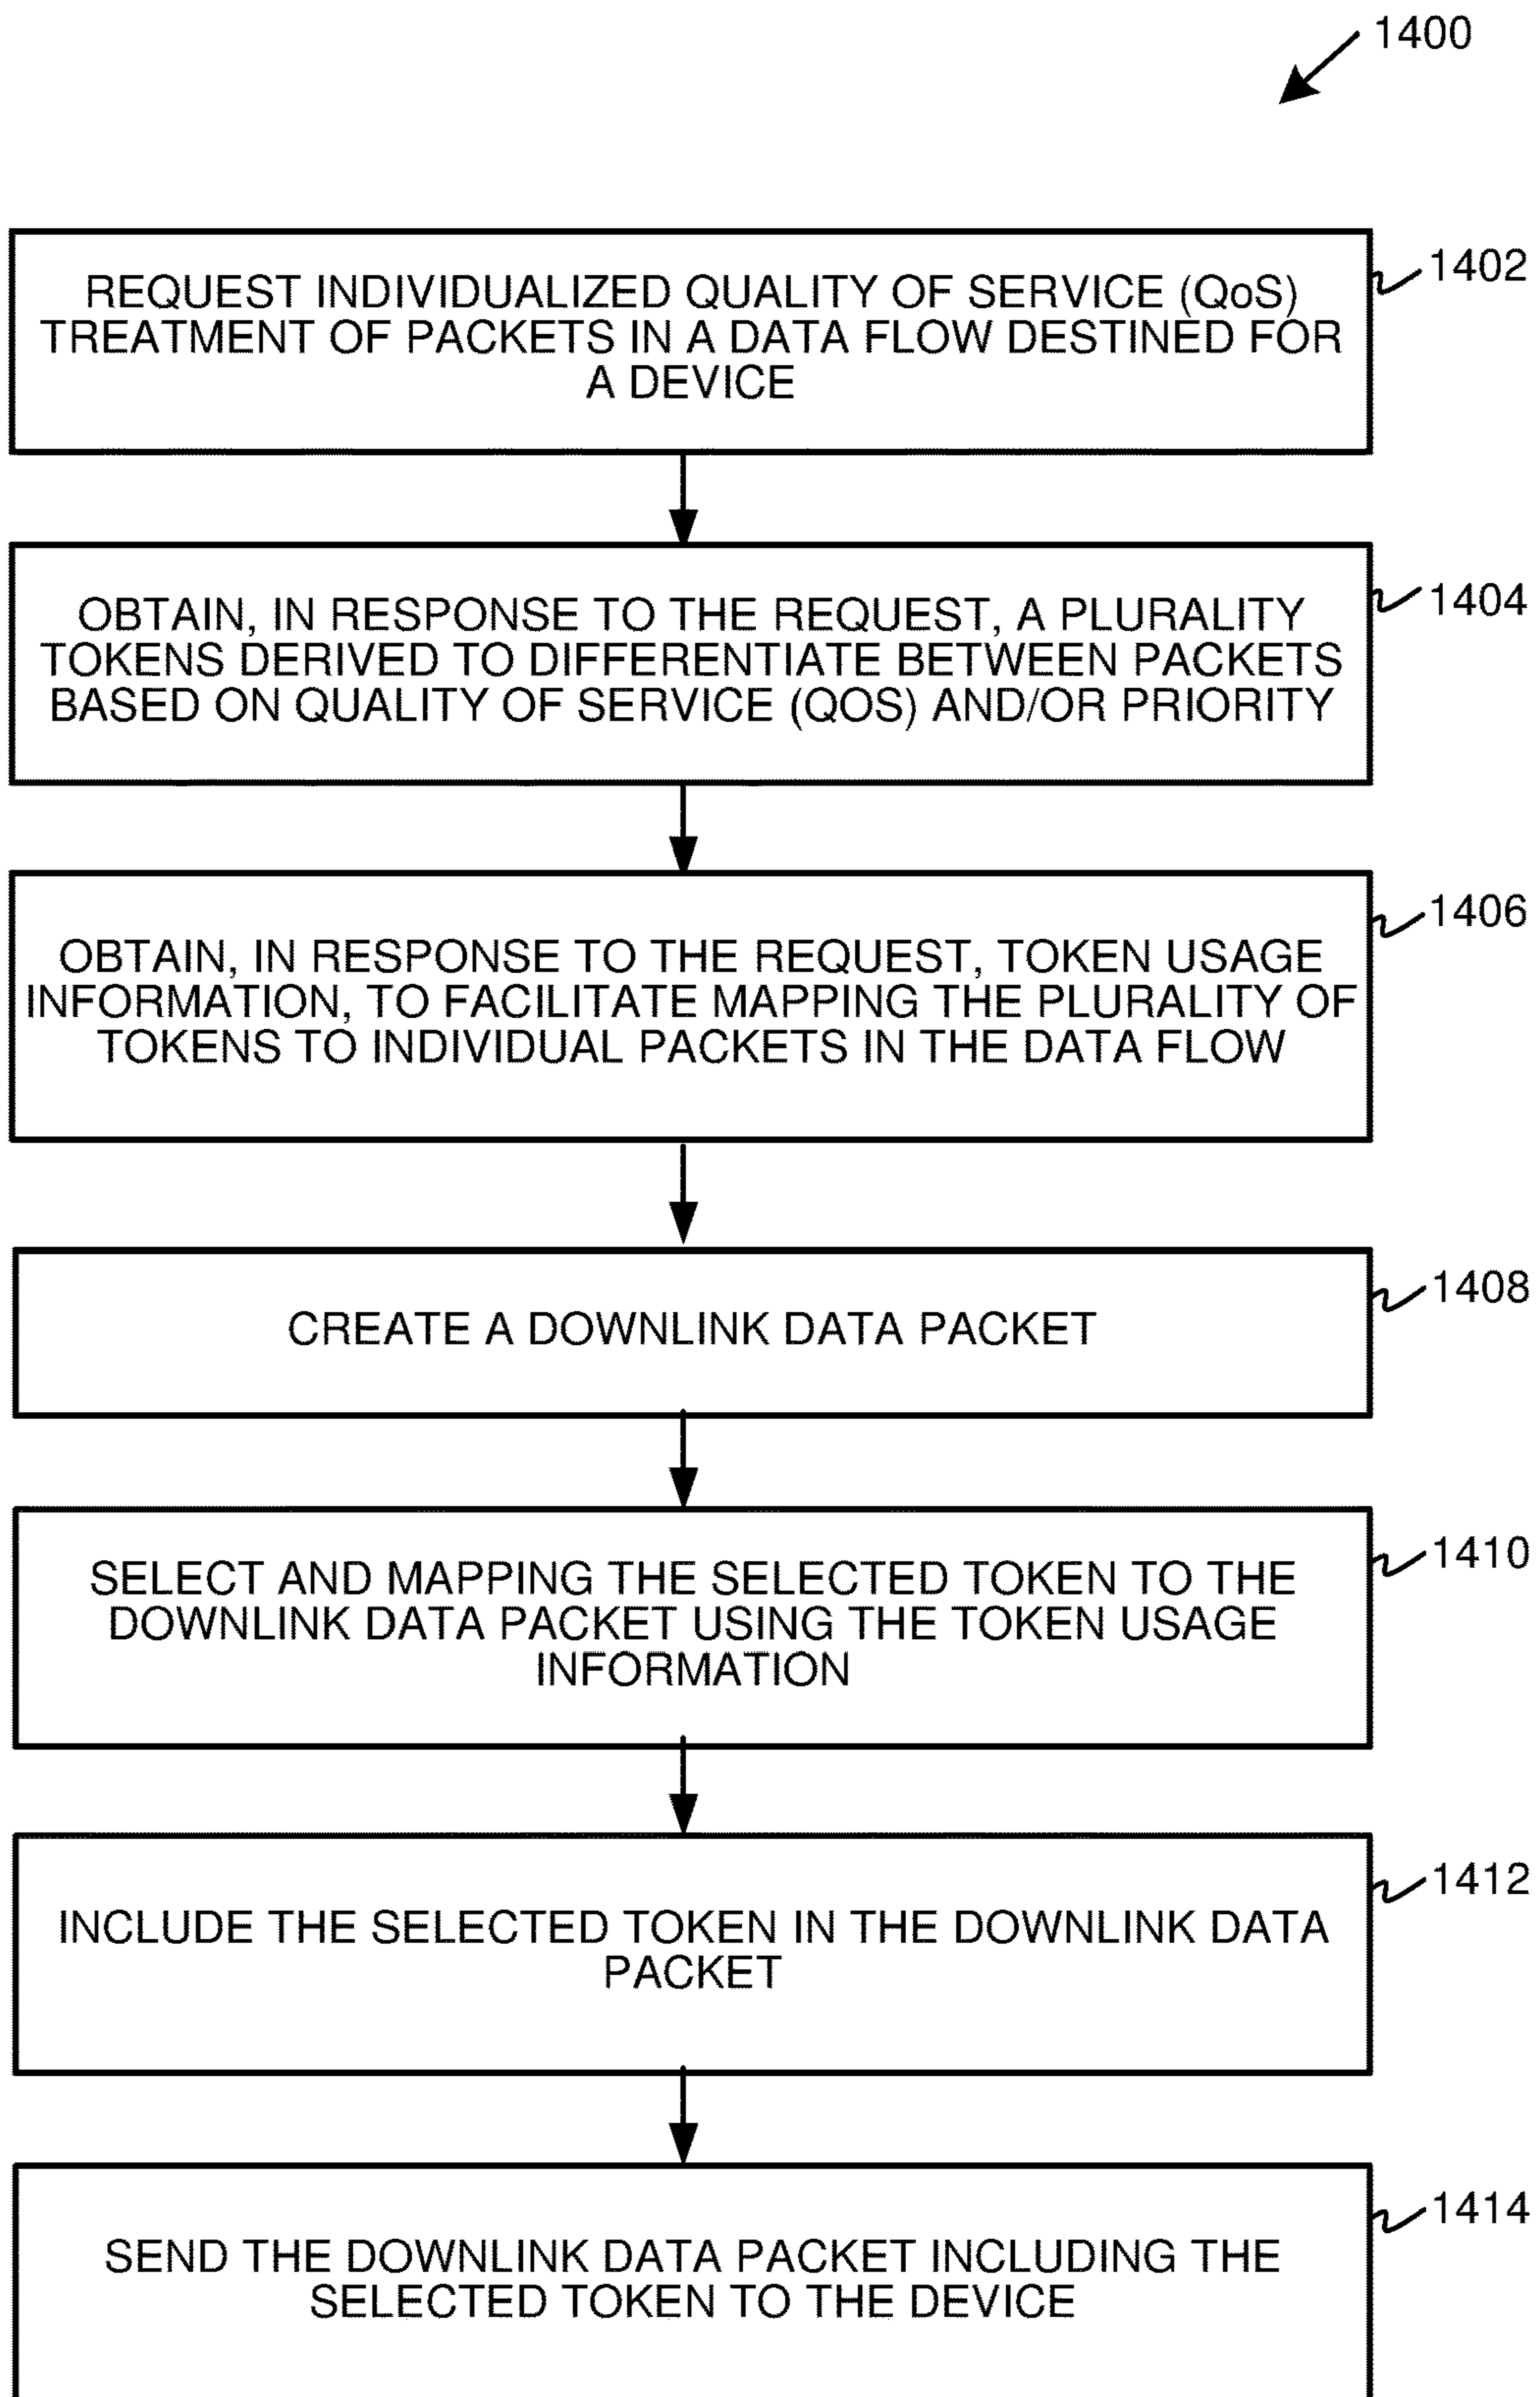 1400
REQUEST INDIVIDUALIZED QUALITY OF SERVICE (QoS)
TREATMENT OF PACKETS IN A DATA FLOW DESTINED FOR
A DEVICE
1402
OBTAIN, IN RESPONSE TO THE REQUEST, A PLURALITY
TOKENS DERIVED TO DIFFERENTIATE BETWEEN PACKETS
BASED ON QUALITY OF SERVICE (QOS) AND/OR PRIORITY
1404
OBTAIN, IN RESPONSE TO THE REQUEST, TOKEN USAGE
INFORMATION, TO FACILITATE MAPPING THE PLURALITY OF
TOKENS TO INDIVIDUAL PACKETS IN THE DATA FLOW
1406
CREATE A DOWNLINK DATA PACKET
1408
SELECT AND MAPPING THE SELECTED TOKEN TO THE
DOWNLINK DATA PACKET USING THE TOKEN USAGE
INFORMATION
1410
INCLUDE THE SELECTED TOKEN IN THE DOWNLINK DATA
PACKET
1412
SEND THE DOWNLINK DATA PACKET INCLUDING THE
SELECTED TOKEN TO THE DEVICE
1414